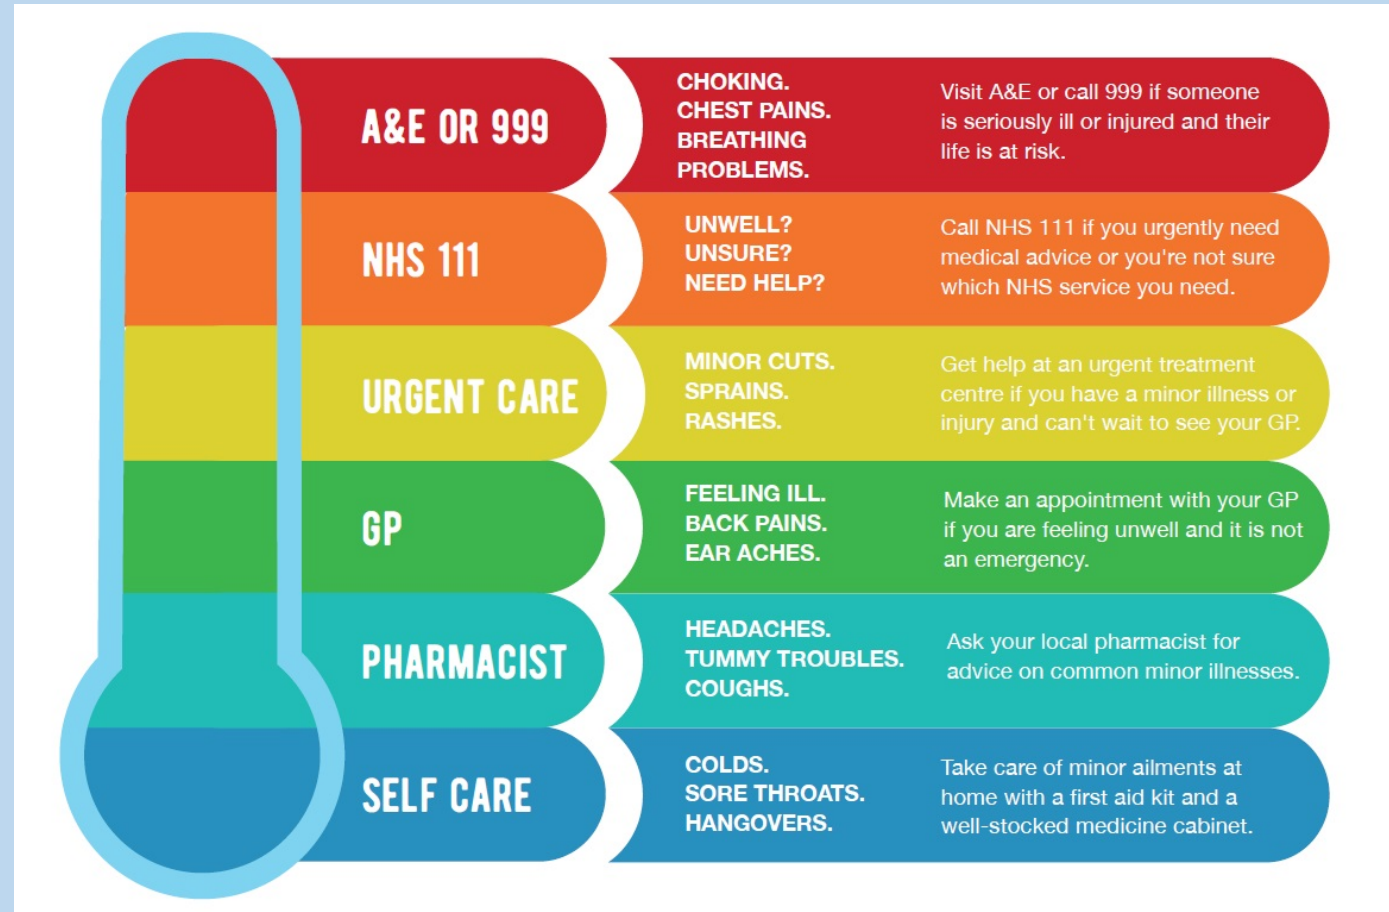 A&E OR 999
CHOKING.
CHEST PAINS.
BREATHING
PROBLEMS.
Visit A&E or call 999 if someone
is seriously ill or injured and their
life is at risk.
NHS 111
UNWELL?
UNSURE?
NEED HELP?
Call NHS 111 if you urgently need
medical advice or you're not sure
which NHS service you need.
URGENT CARE
MINOR CUTS.
SPRAINS.
RASHES.
Get help at an urgent treatment
centre if you have a minor illness or
injury and can't wait to see your GP.
GP
FEELING ILL.
BACK PAINS.
EAR ACHES.
Make an appointment with your GP
if you are feeling unwell and it is not
an emergency.
PHARMACIST
HEADACHES.
TUMMY TROUBLES.
COUGHS.
Ask your local pharmacist for
advice on common minor illnesses.
SELF CARE
COLDS.
SORE THROATS.
HANGOVERS.
Take care of minor ailments at
home with a first aid kit and a
well-stocked medicine cabinet.